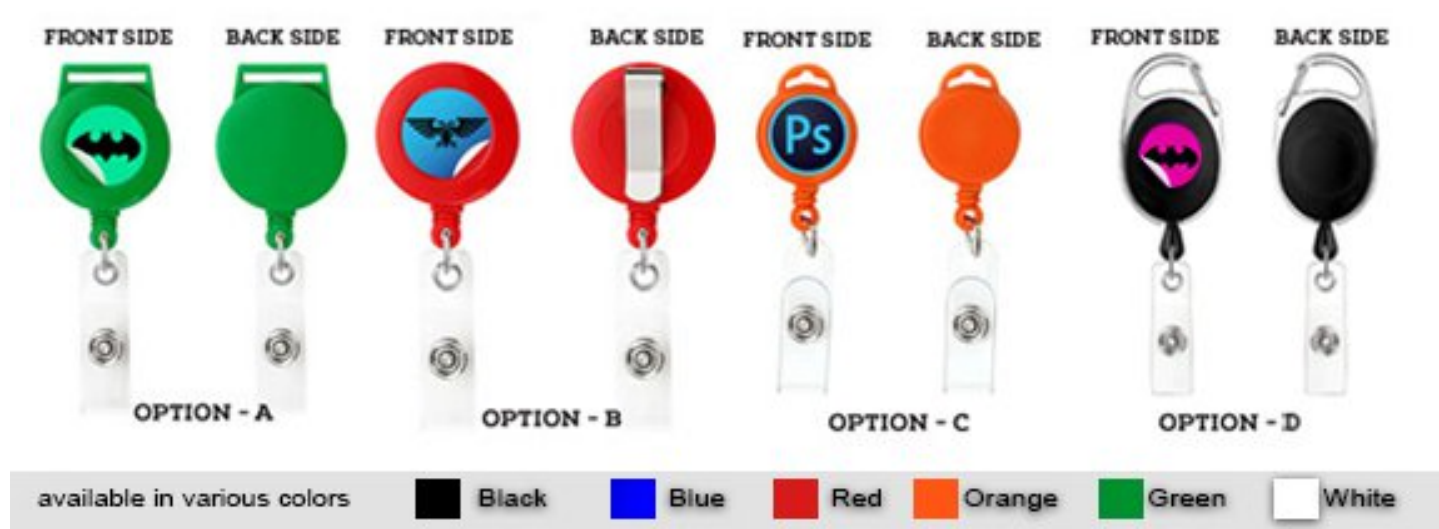 FRONT SIDE BACK SIDE FRONT SIDE BACK SIDE FRONT SIDE BACK SIDE FRONT SIDE BACK SIDE
Ps
OPTION - A OPTION - B OPTION - C OPTION - D
available in various colors Black Blue Red Orange Green White